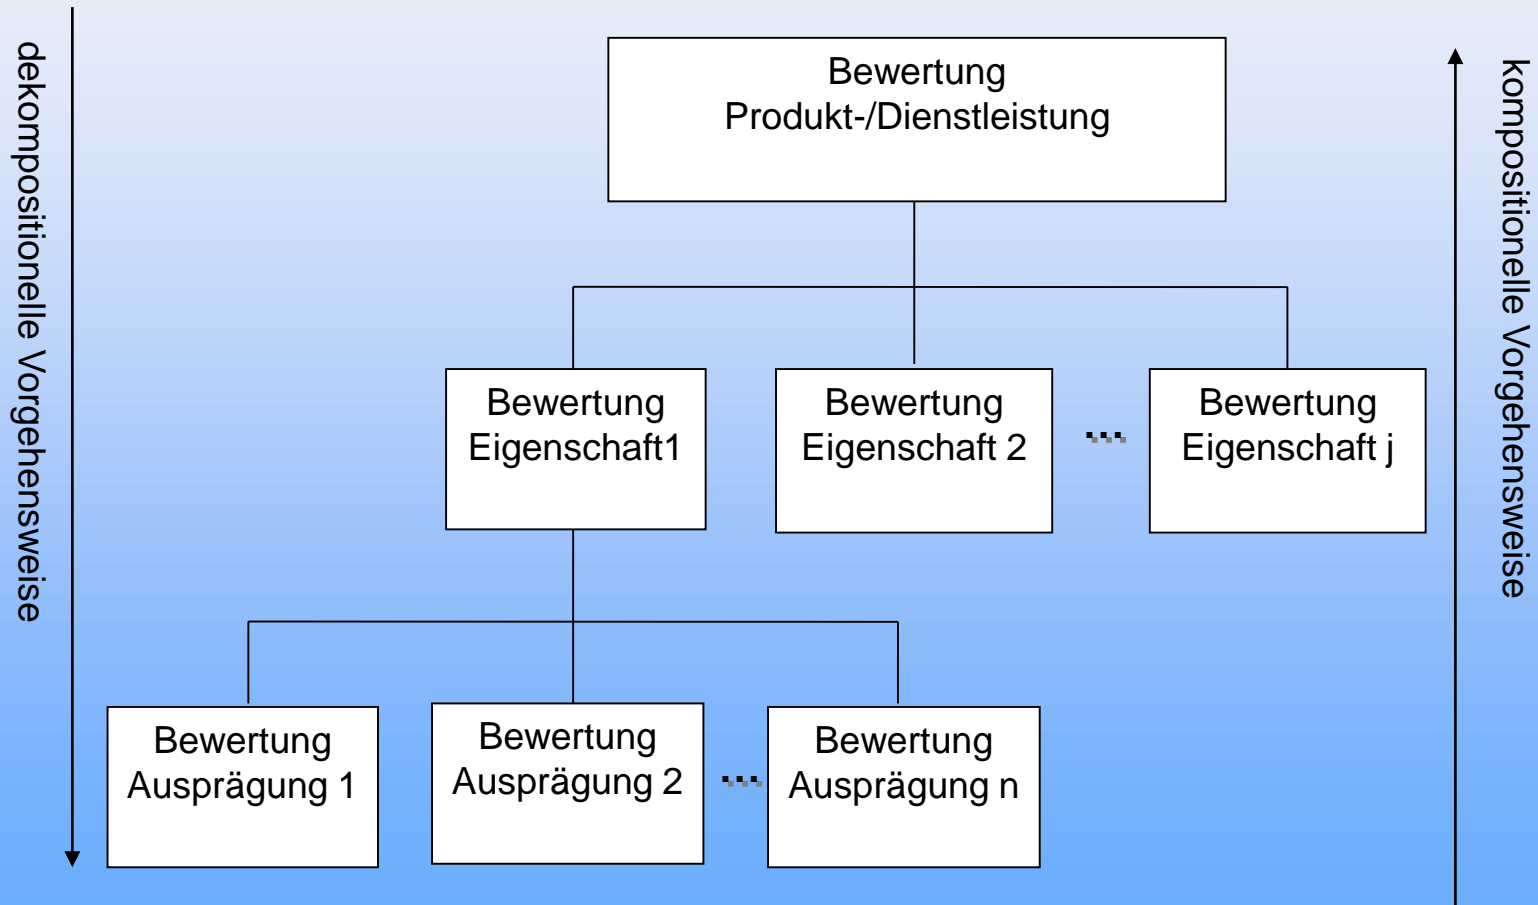 dekompositionelle Vorgehensweise
Bewertung
Produkt-/Dienstleistung
kompositionelle Vorgehensweise
Bewertung
Eigenschaft1
Bewertung
Eigenschaft 2
...
Bewertung
Eigenschaft j
Bewertung
Ausprägung 1
Bewertung
Ausprägung 2
...
Bewertung
Ausprägung n